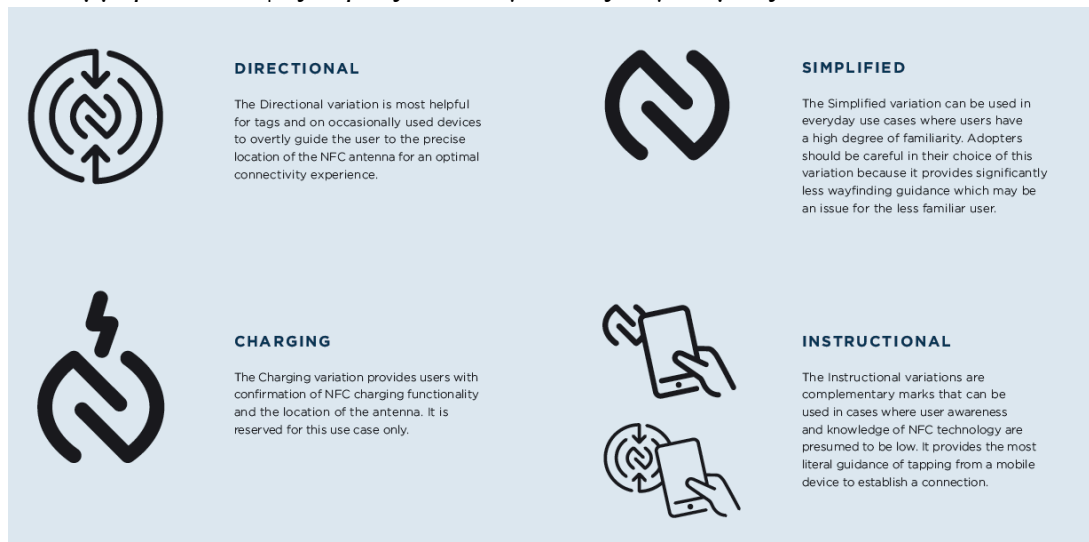 DIRECTIONAL
The Directional variation is most helpful
for tags and on occasionally used devices
to overtly guide the user to the precise
location of the NFC antenna for an optimal
connectivity experience.
SIMPLIFIED
The Simplified variation can be used in
everyday use cases where users have
a high degree of familiarity. Adopters
should be careful in their choice of this
variation because it provides significantly
less wayfinding guidance which may be
an issue for the less familiar user.
CHARGING
The Charging variation provides users with
confirmation of NFC charging functionality
and the location of the antenna. It is
reserved for this use case only.
INSTRUCTIONAL
The Instructional variations are
complementary marks that can be
used in cases where user awareness
and knowledge of NFC technology are
presumed to be low. It provides the most
literal guidance of tapping from a mobile
device to establish a connection.